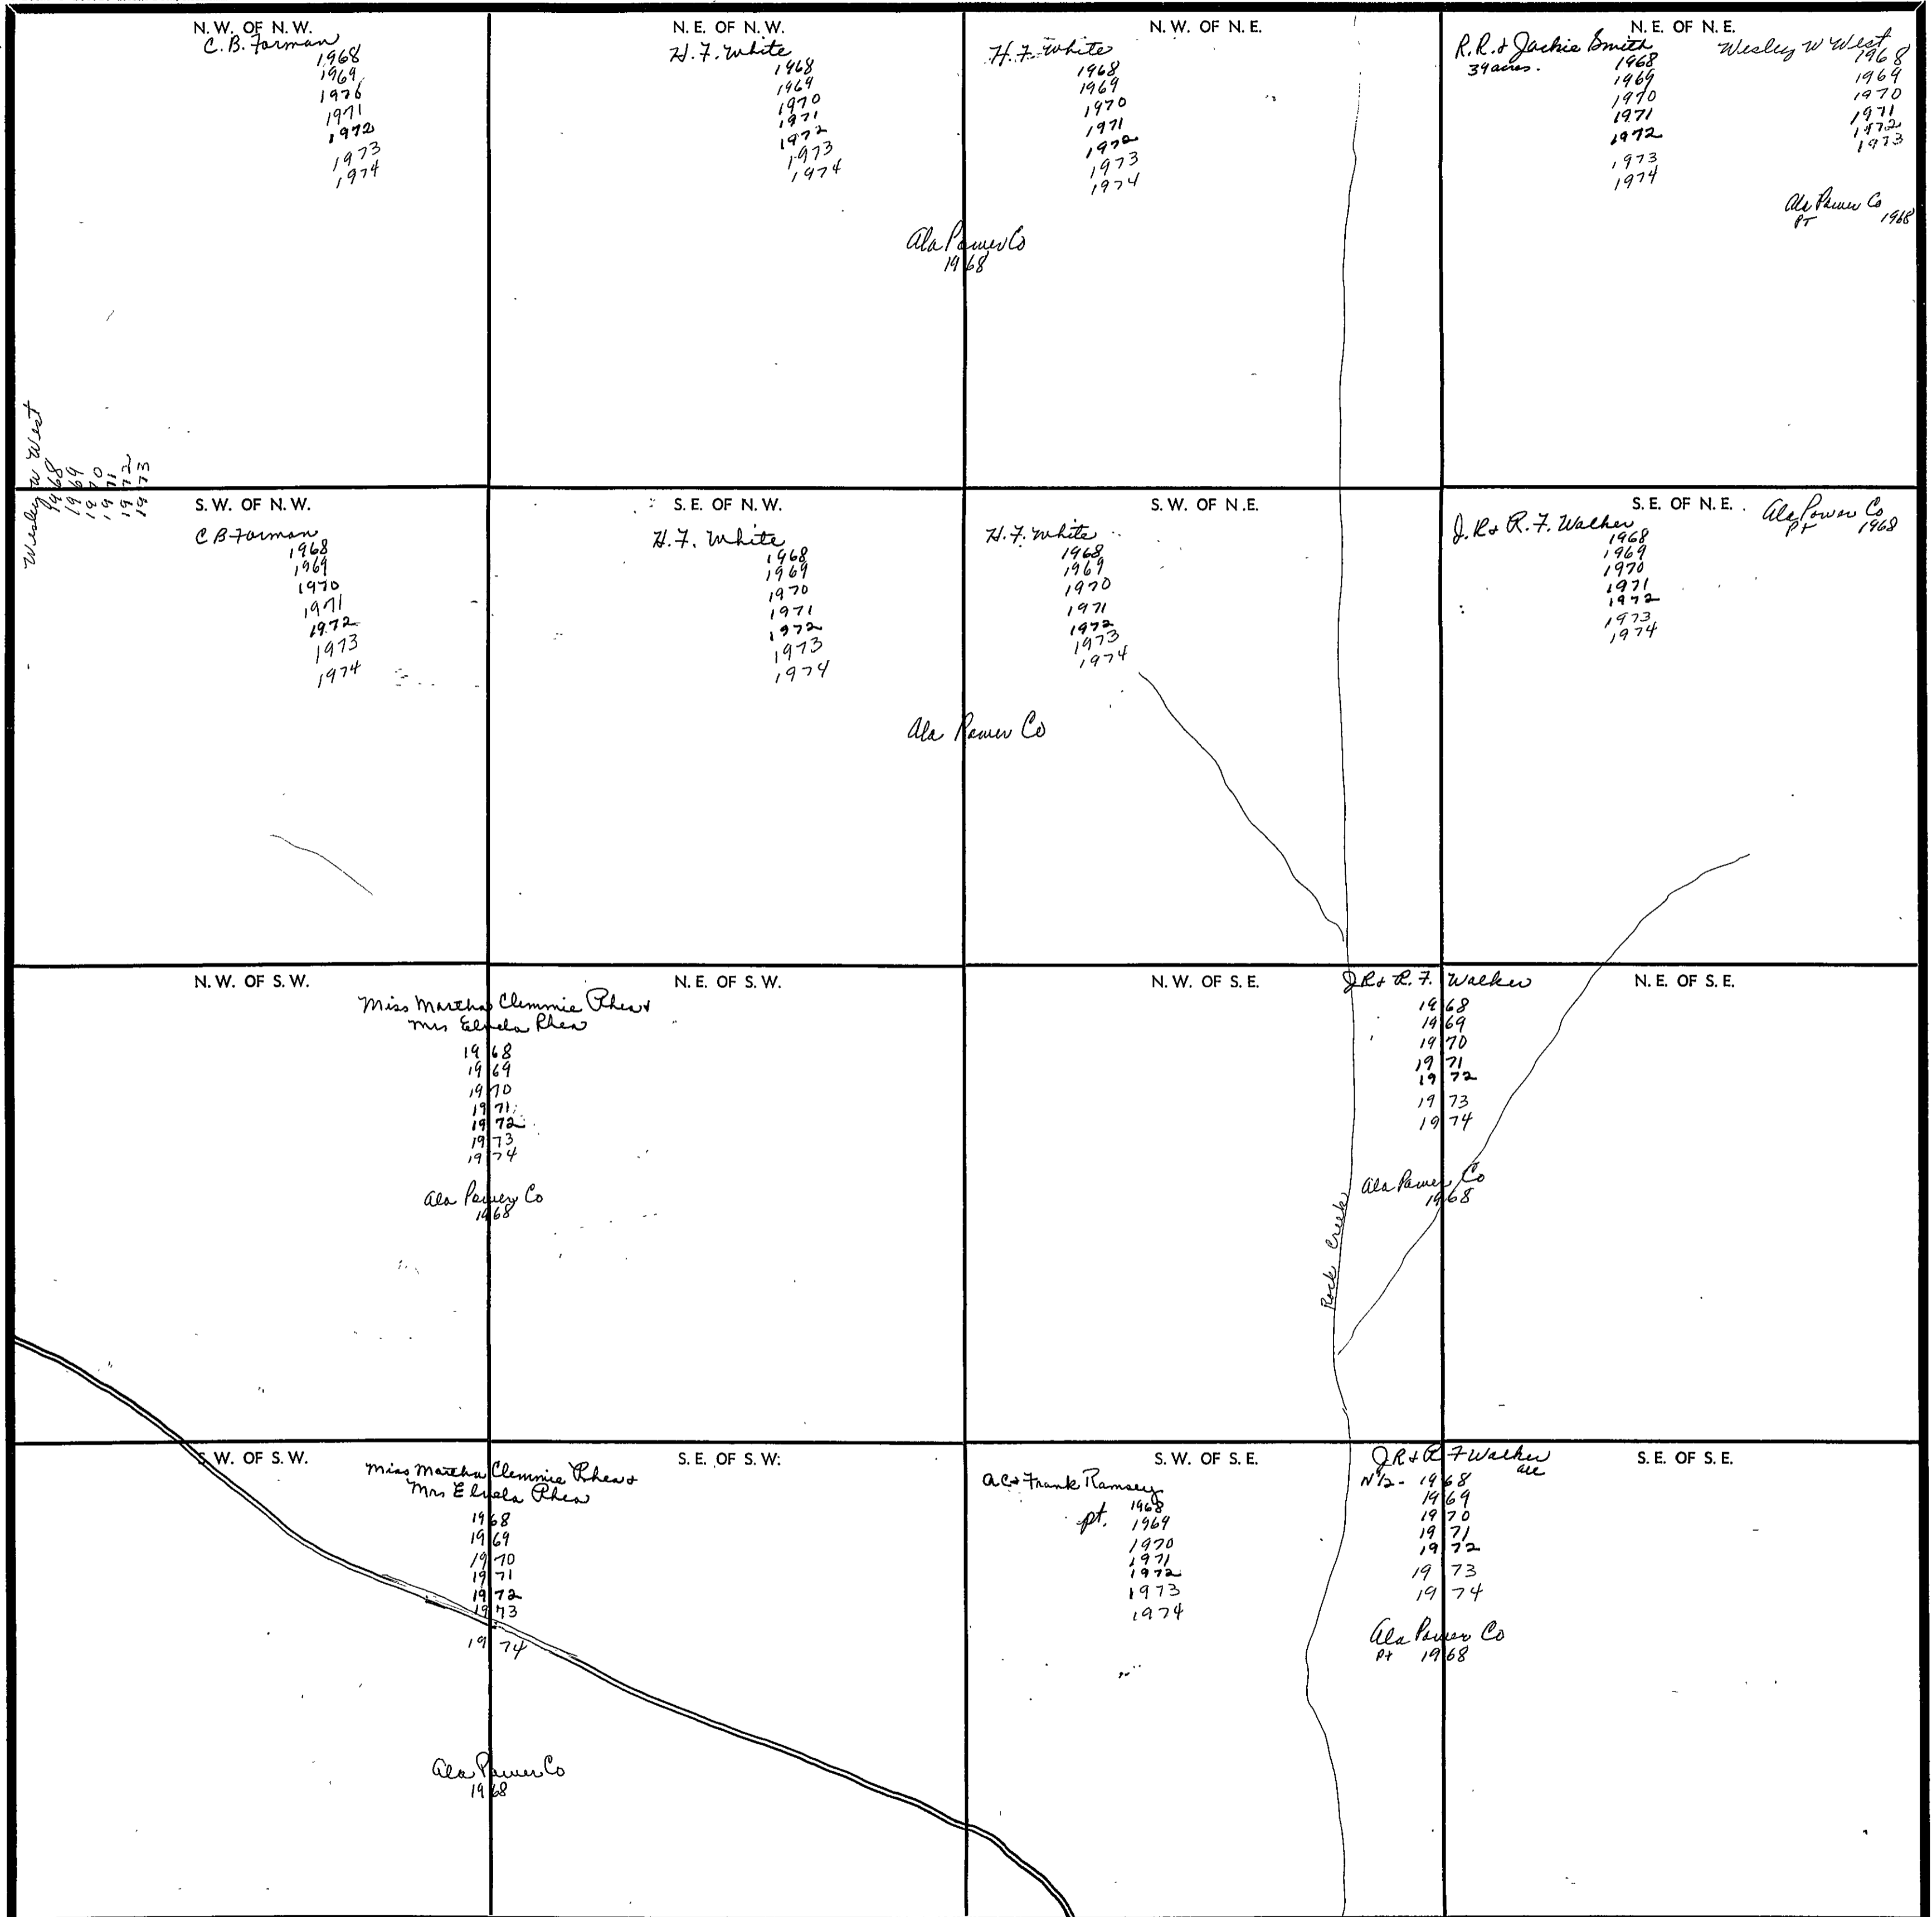 N. W. OF N. W.
C. B. Forman
1968
1969
1970
1971
1972
1973
1974
N. E. OF N. W.
H. F. White
1968
1969
1970
1971
1972
1973
1974
N. W. OF N. E.
H. F. White
1968
1969
1970
1971
1972
1973
1974
Ala Power Co
1968
N. E. OF N. E.
R. R. & Jackie Smith
39 acres.
1968
1969
1970
1971
1972
1973
1974
Wesley W West
1968
1969
1970
1971
1972
1973
Ala Power Co
PT 1968
Wesley W West
1968
1969
1970
1971
1972
1973
S. W. OF N. W.
C B Forman
1968
1969
1970
1971
1972
1973
1974
S. E. OF N. W.
H. F. White
1968
1969
1970
1971
1972
1973
1974
S. W. OF N. E.
H. F. White
1968
1969
1970
1971
1972
1973
1974
Ala Power Co
S. E. OF N. E.
J. R & R. F. Walker
1968
1969
1970
1971
1972
1973
1974
Ala Power Co
Pt 1968
N. W. OF S. W.
N. E. OF S. W.
Miss Martha Clemmie Rhea &
Mrs Rhea
1968
1969
1970
1971
1972
1973
1974
Ala Power Co
1968
N. W. OF S. E.
J R & R. F. Walker
1968
1969
1970
1971
1972
1973
1974
N. E. OF S. E.
Ala Power Co
1968
Rock Creek
S. W. OF S. W.
S. E. OF S. W.
Miss Martha Clemmie Rhea &
Mrs Rhea
1968
1969
1970
1971
1972
1973
1974
Ala Power Co
1968
S. W. OF S. E.
A C & Frank Ramsey
pt. 1968
1969
1970
1971
1972
1973
1974
J R & R F Walker
all
N 1/2 - 1968
1969
1970
1971
1972
1973
1974
Ala Power Co
Pt 1968
S. E. OF S. E.